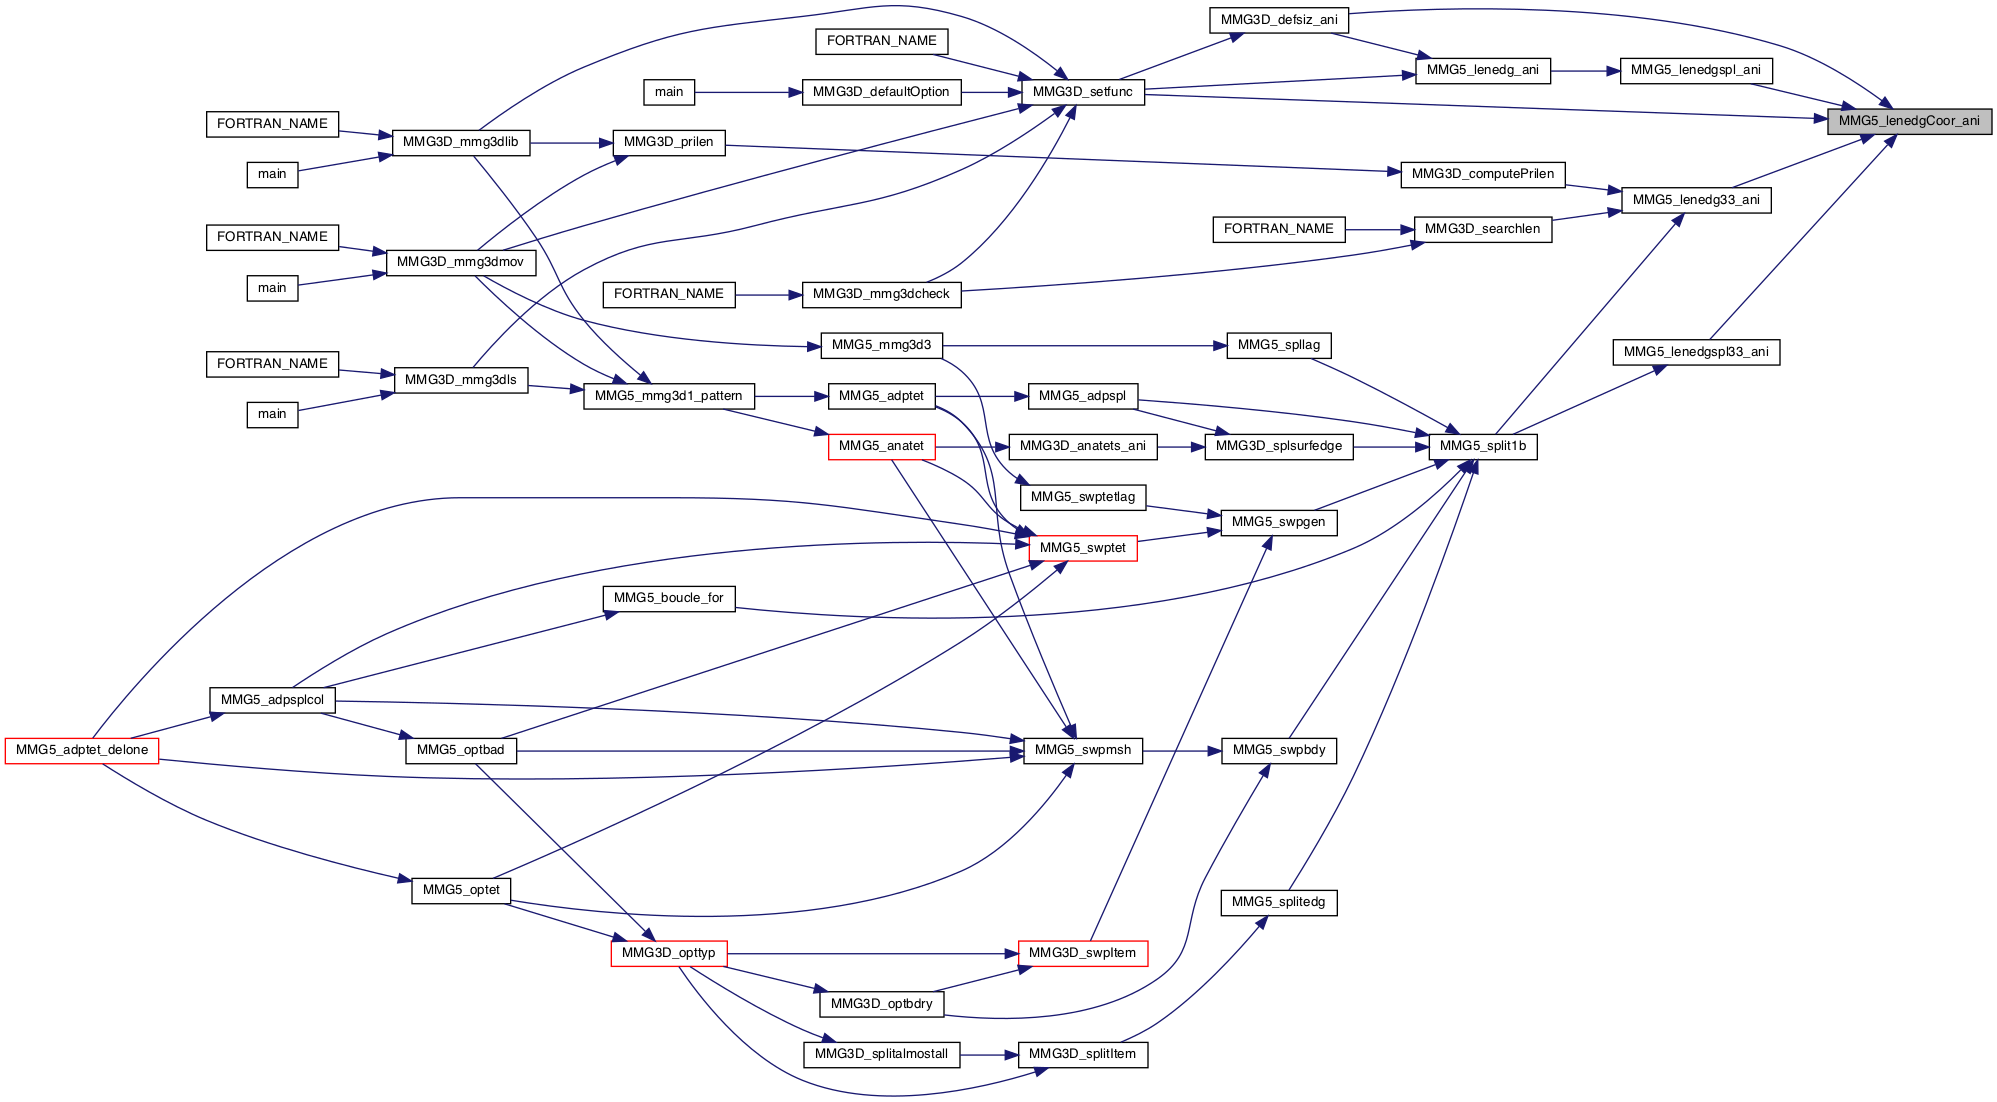 MMG3D_defsiz_ani
FORTRAN_NAME
MMG5_lenedg_ani
MMG5_lenedgspl_ani
main
MMG3D_defaultOption
MMG3D_setfunc
MMG5_lenedgCoor_ani
FORTRAN_NAME
MMG3D_mmg3dlib
MMG3D_prilen
main
MMG3D_computePrilen
MMG5_lenedg33_ani
FORTRAN_NAME
FORTRAN_NAME
MMG3D_searchlen
MMG3D_mmg3dmov
main
FORTRAN_NAME
MMG3D_mmg3dcheck
MMG5_mmg3d3
MMG5_spllag
MMG5_lenedgspl33_ani
FORTRAN_NAME
MMG3D_mmg3dls
MMG5_mmg3d1_pattern
MMG5_adptet
MMG5_adpspl
main
MMG5_anatet
MMG3D_anatets_ani
MMG3D_splsurfedge
MMG5_split1b
MMG5_swptetlag
MMG5_swpgen
MMG5_swptet
MMG5_boucle_for
MMG5_adpsplcol
MMG5_adptet_delone
MMG5_optbad
MMG5_swpmsh
MMG5_swpbdy
MMG5_optet
MMG5_splitedg
MMG3D_opttyp
MMG3D_swpItem
MMG3D_optbdry
MMG3D_splitalmostall
MMG3D_splitItem